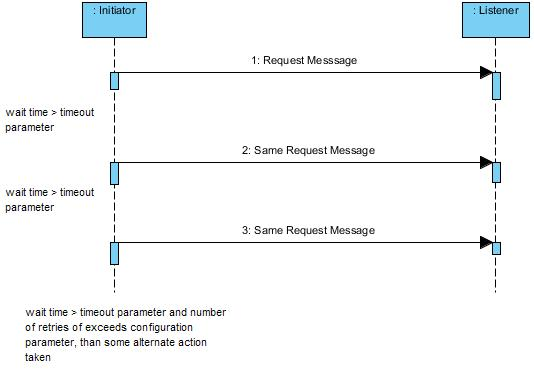 : Initiator
: Listener
1: Request Messsage
wait time > timeout
parameter
2: Same Request Message
wait time > timeout
parameter
3: Same Request Message
wait time > timeout parameter and number
of retries of exceeds configuration
parameter, than some alternate action
taken